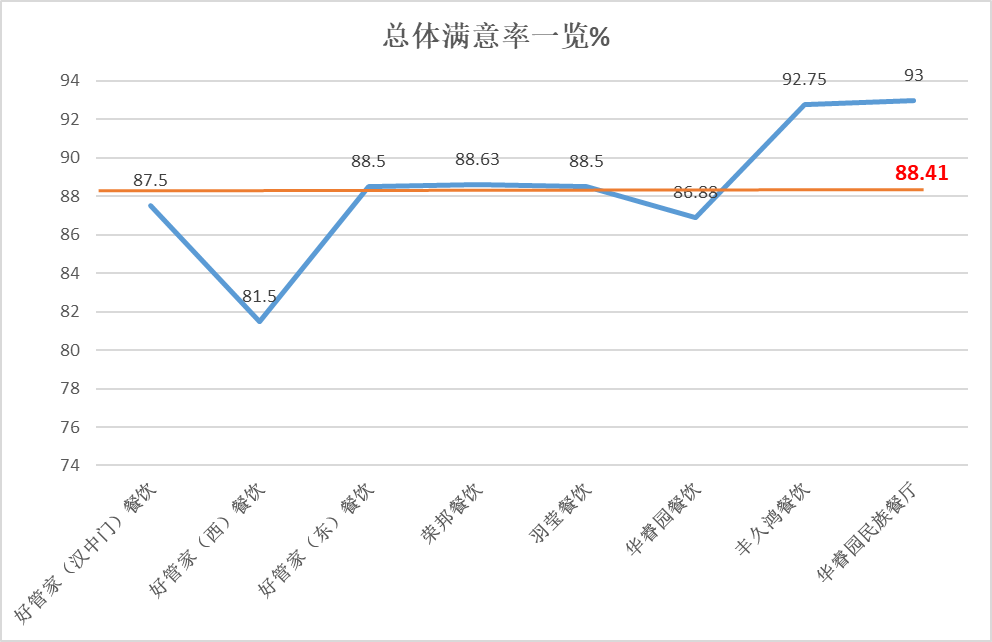 总体满意率一览%
94
92
90
88
86
84
82
80
78
76
74
87.5
81.5
88.5
88.63
88.5
86.88
92.75
93
88.41
好管家（汉中门）餐饮
好管家（西）餐饮
好管家（东）餐饮
荣邦餐饮
羽莹餐饮
华睿园餐饮
丰久鸿餐饮
华睿园民族餐厅